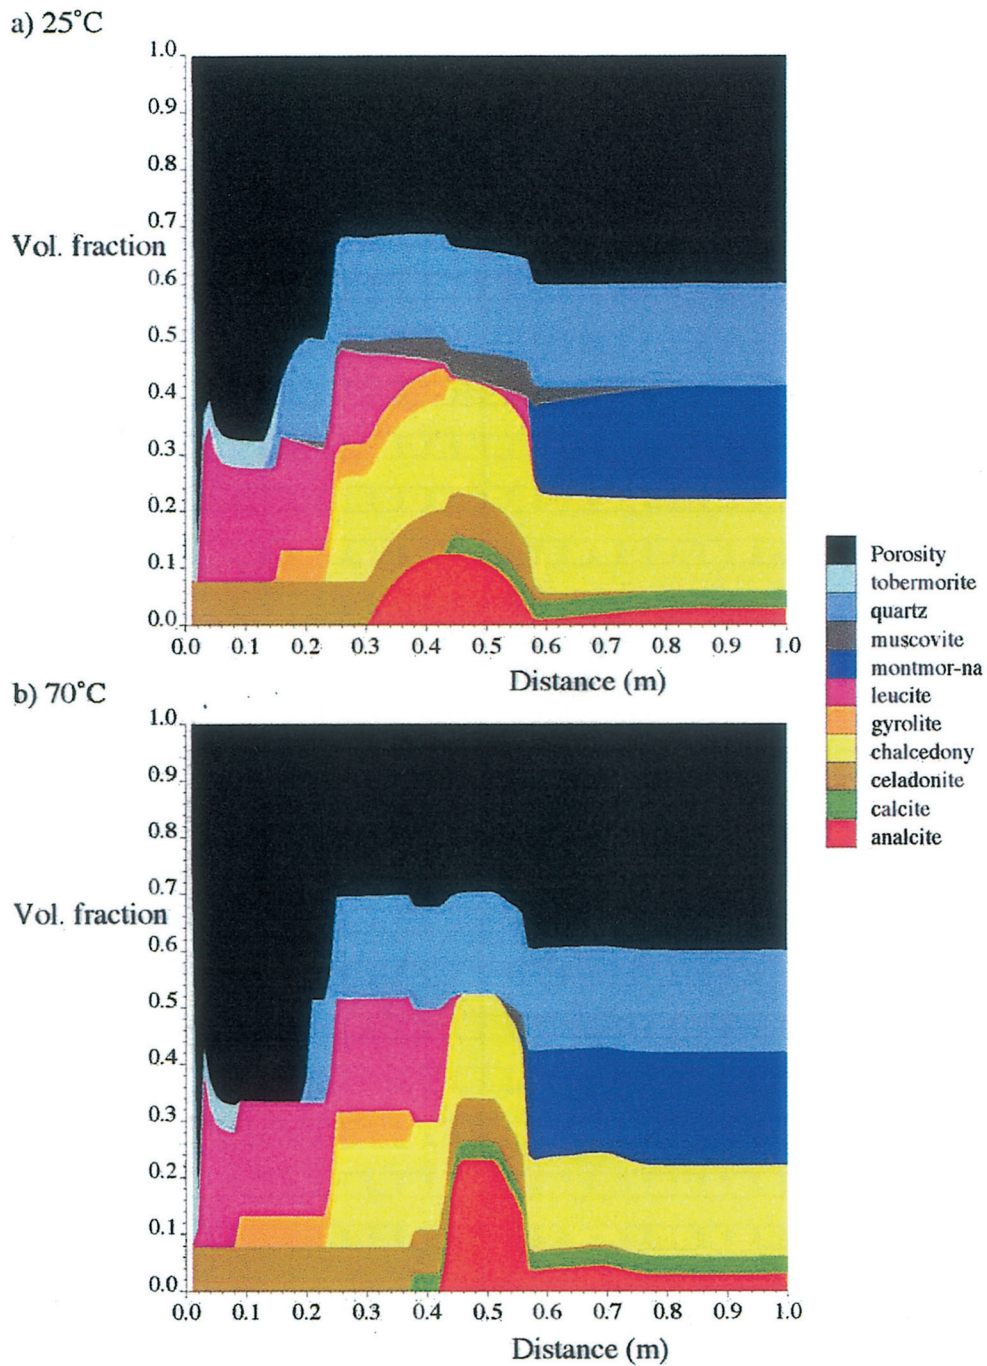 a) 25°C
1.0
0.9
0.8
0.7
Vol. fraction
0.6
0.5
0.4
0.3
0.2
0.1
0.0
0.0 0.1 0.2 0.3 0.4 0.5 0.6 0.7 0.8 0.9 1.0
Distance (m)
Porosity
tobermorite
quartz
muscovite
montmor-na
leucite
gyrolite
chalcedony
celadonite
calcite
analcite
b) 70°C
1.0
0.9
0.8
0.7
Vol. fraction
0.6
0.5
0.4
0.3
0.2
0.1
0.0
0.0 0.1 0.2 0.3 0.4 0.5 0.6 0.7 0.8 0.9 1.0
Distance (m)